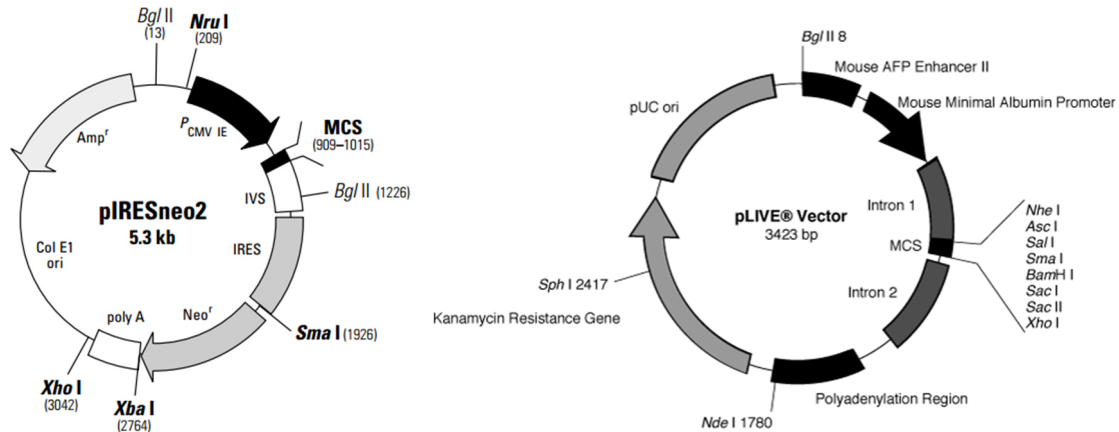 Bgl II
(13)
Nru I
(209)
PCMV IE
MCS
(909–1015)
Bgl II (1226)
IVS
IRES
Sma I (1926)
Neor
Xba I
(2764)
poly A
Xho I
(3042)
Col E1
ori
Ampr
pIRESneo2
5.3 kb
Bgl II 8
Mouse AFP Enhancer II
Mouse Minimal Albumin Promoter
pUC ori
pLIVE® Vector
3423 bp
Intron 1
MCS
Nhe I
Asc I
Sal I
Sma I
BamH I
Sac I
Sac II
Xho I
Intron 2
Sph I 2417
Kanamycin Resistance Gene
Polyadenylation Region
Nde I 1780